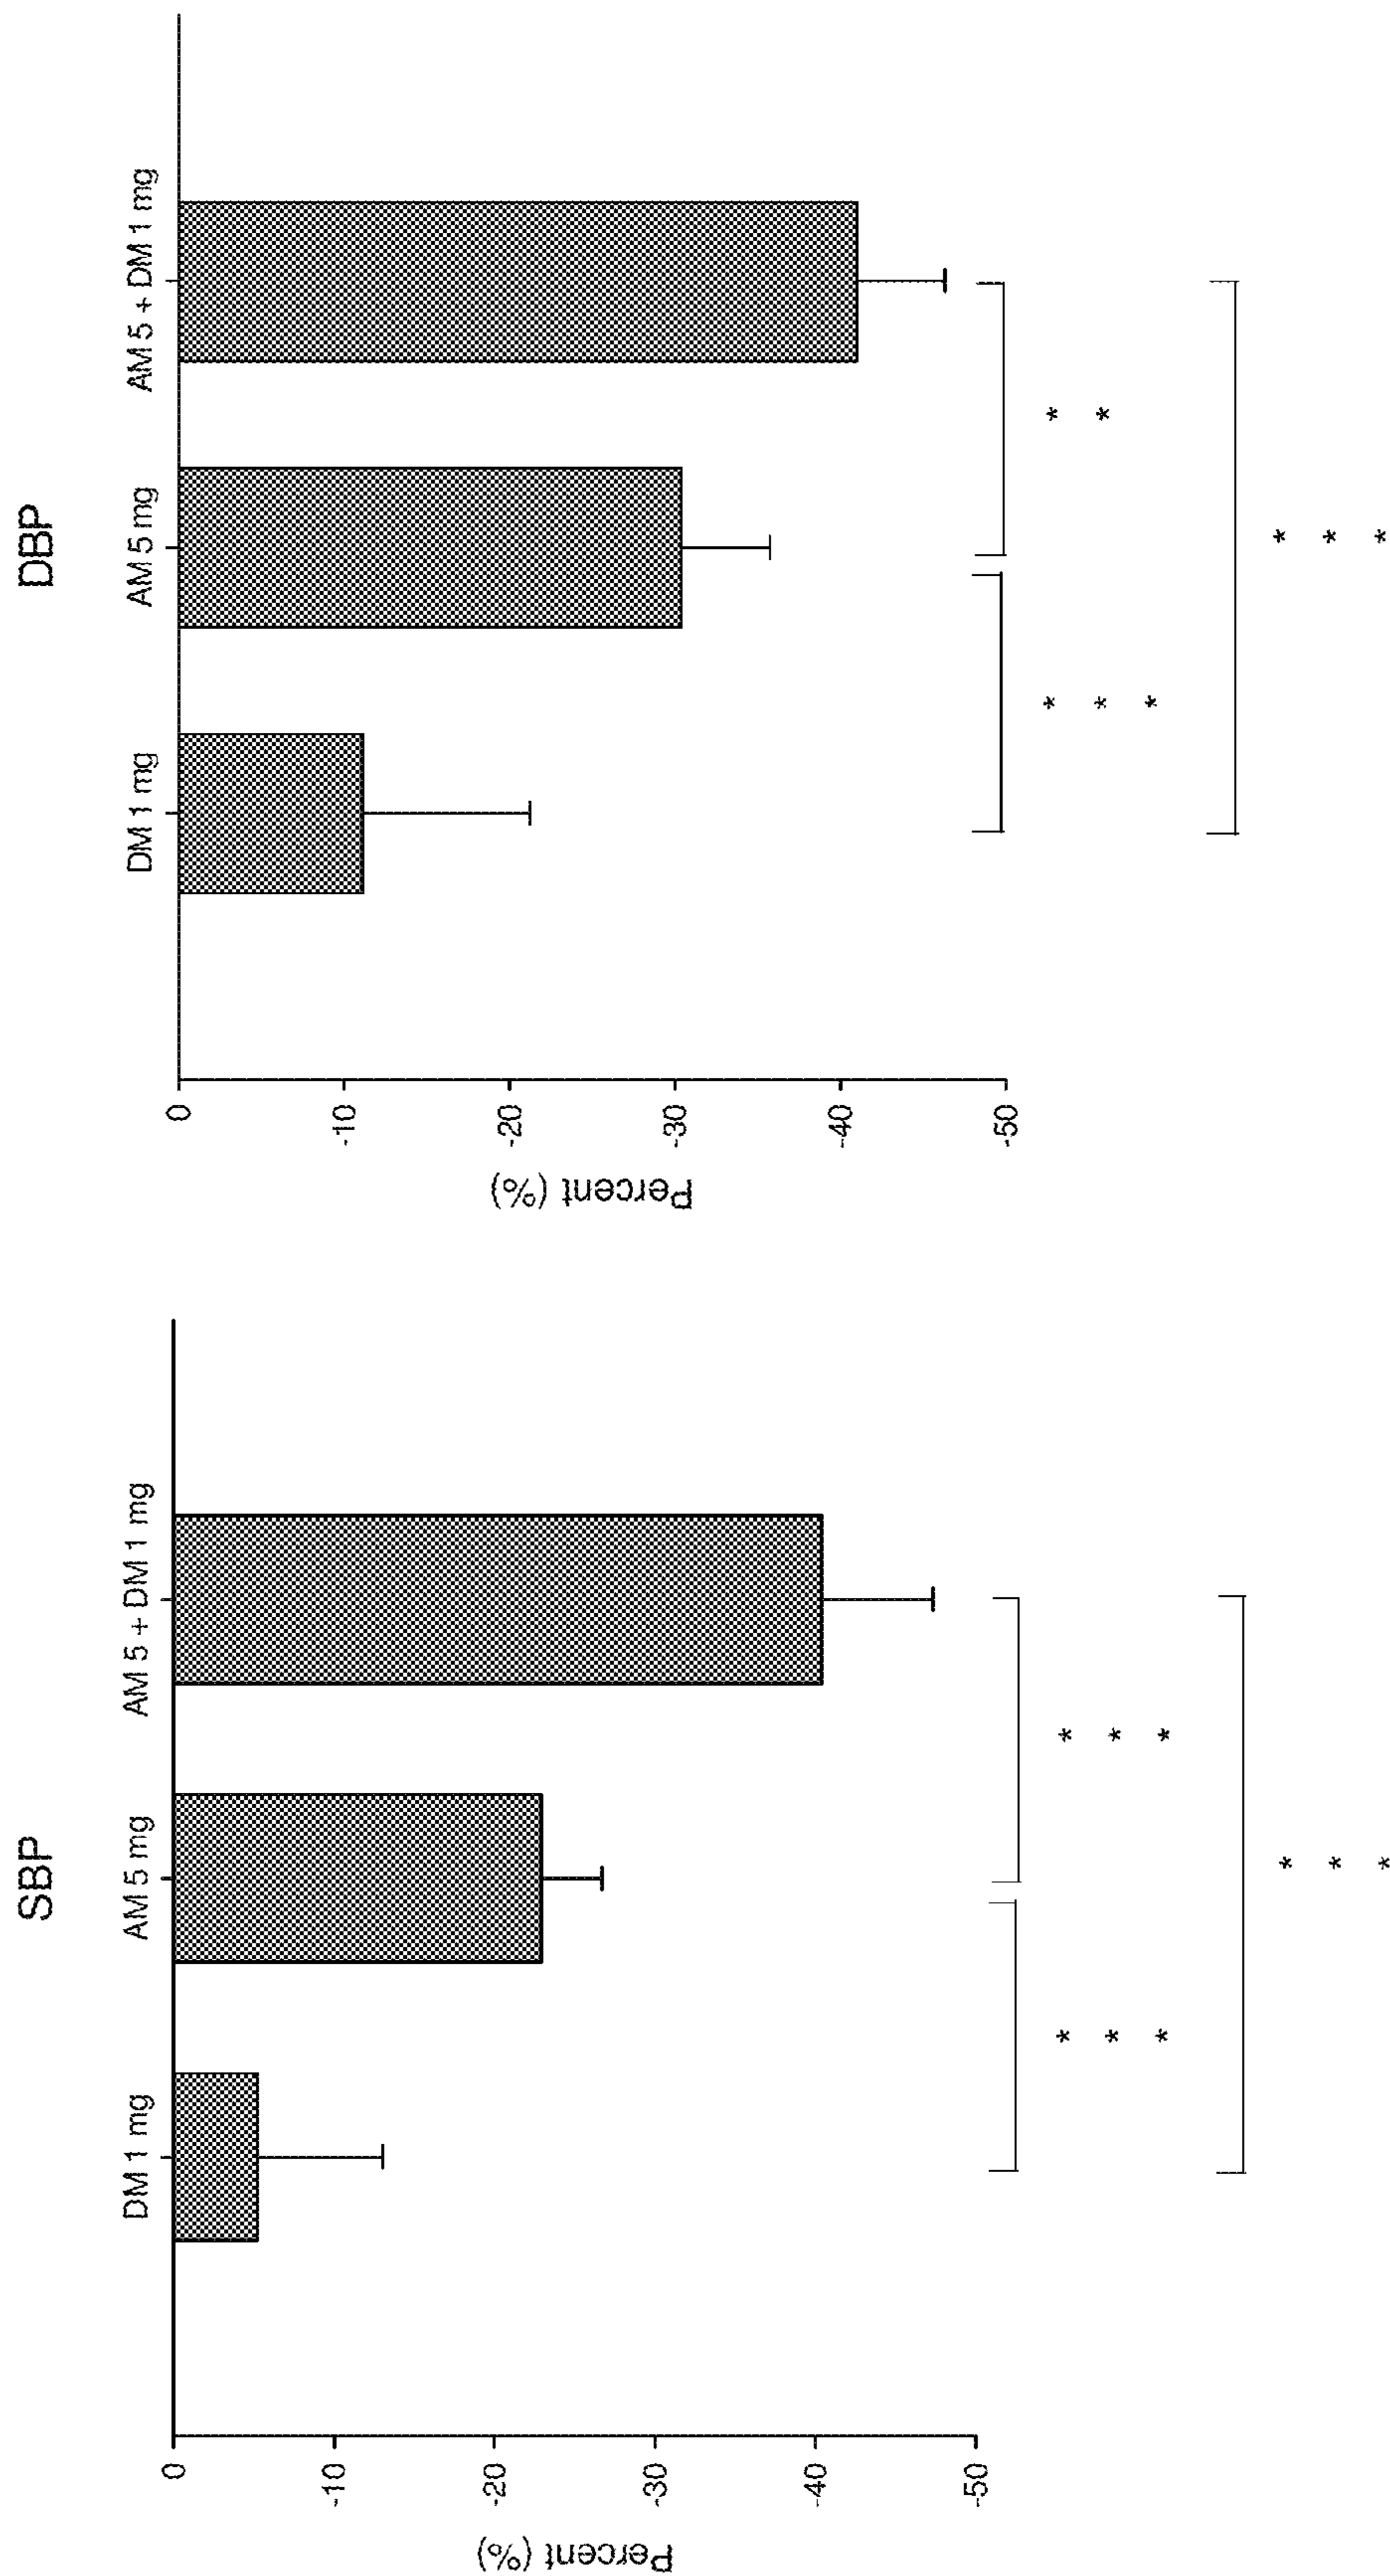 SBP
DM 1 mg
AM 5 mg
AM 5 + DM 1 mg
0
-10
-20
-30
-40
-50
Percent (%)
* * *
* * *
* * *
DBP
DM 1 mg
AM 5 mg
AM 5 + DM 1 mg
0
-10
-20
-30
-40
-50
Percent (%)
* * *
* *
* * *